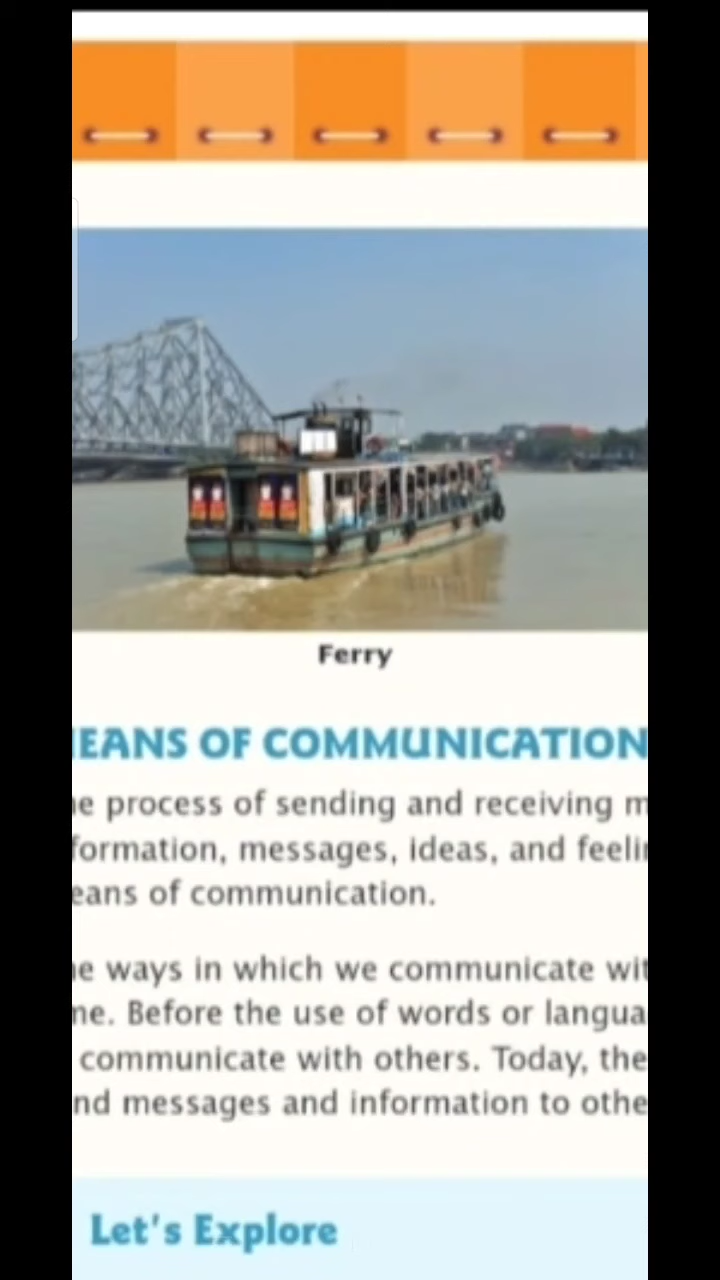 Ferry
EANS OF COMMUNICATION
e process of sending and receiving m
formation, messages, ideas, and feeli
eans of communication.
e ways in which we communicate wit
me. Before the use of words or langua
communicate with others. Today, the
nd messages and information to othe
Let's Explore